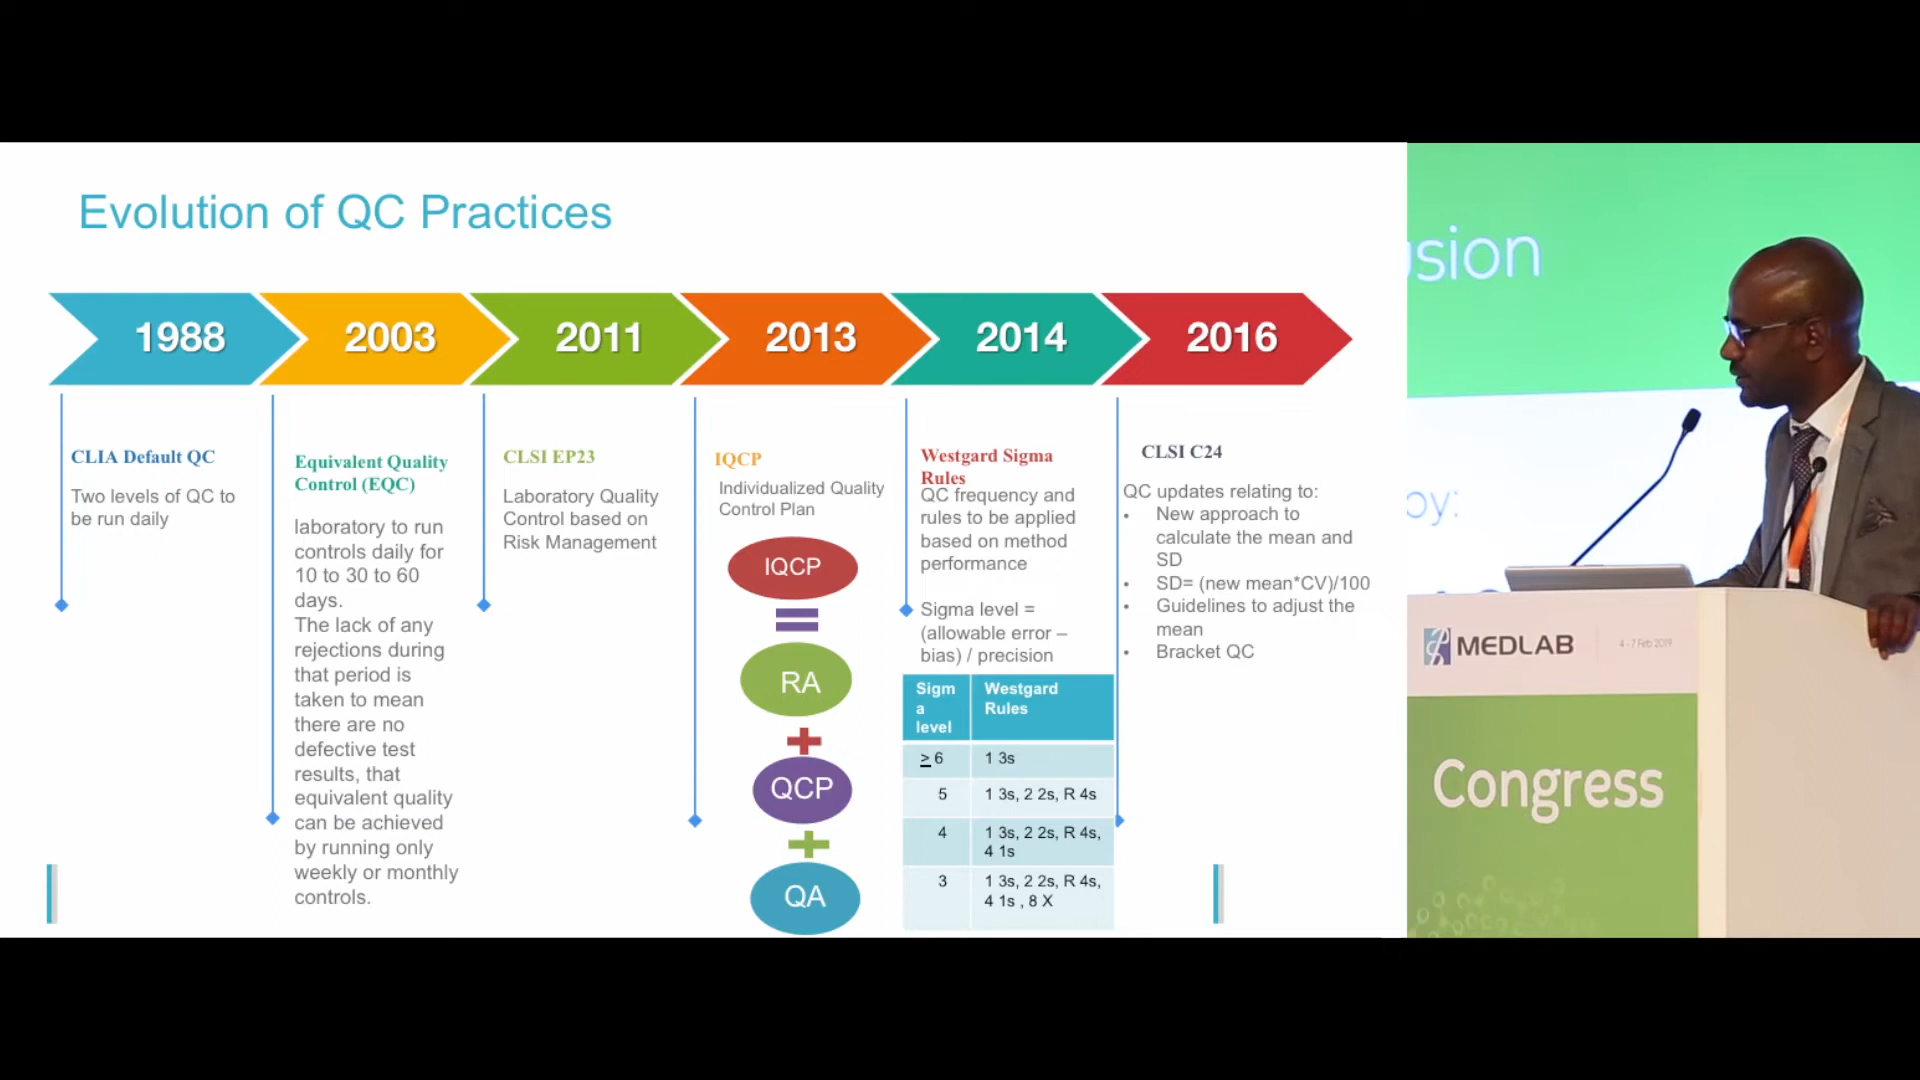 Evolution of QC Practices
1988
2003
2011
2013
2014
2016
CLIA Default QC
Two levels of QC to
be run daily
Equivalent Quality
Control (EQC)
laboratory to run
controls daily for
10 to 30 to 60
days.
The lack of any
rejections during
that period is
taken to mean
there are no
defective test
results, that
equivalent quality
can be achieved
by running only
weekly or monthly
controls.
CLSI EP23
Laboratory Quality
Control based on
Risk Management
IQCP
Individualized Quality
Control Plan
IQCP
=
RA
+
QCP
+
QA
Westgard Sigma
Rules
QC frequency and
rules to be applied
based on method
performance
Sigma level =
(allowable error –
bias) / precision
Sigm
a
level
Westgard
Rules
≥ 6
1 3s
5
1 3s, 2 2s, R 4s
4
1 3s, 2 2s, R 4s,
4 1s
3
1 3s, 2 2s, R 4s,
4 1s , 8 X
CLSI C24
QC updates relating to:
• New approach to
calculate the mean and
SD
• SD= (new mean*CV)/100
• Guidelines to adjust the
mean
• Bracket QC
sion
by:
MEDLAB
4 - 7 Feb 2019
Congress